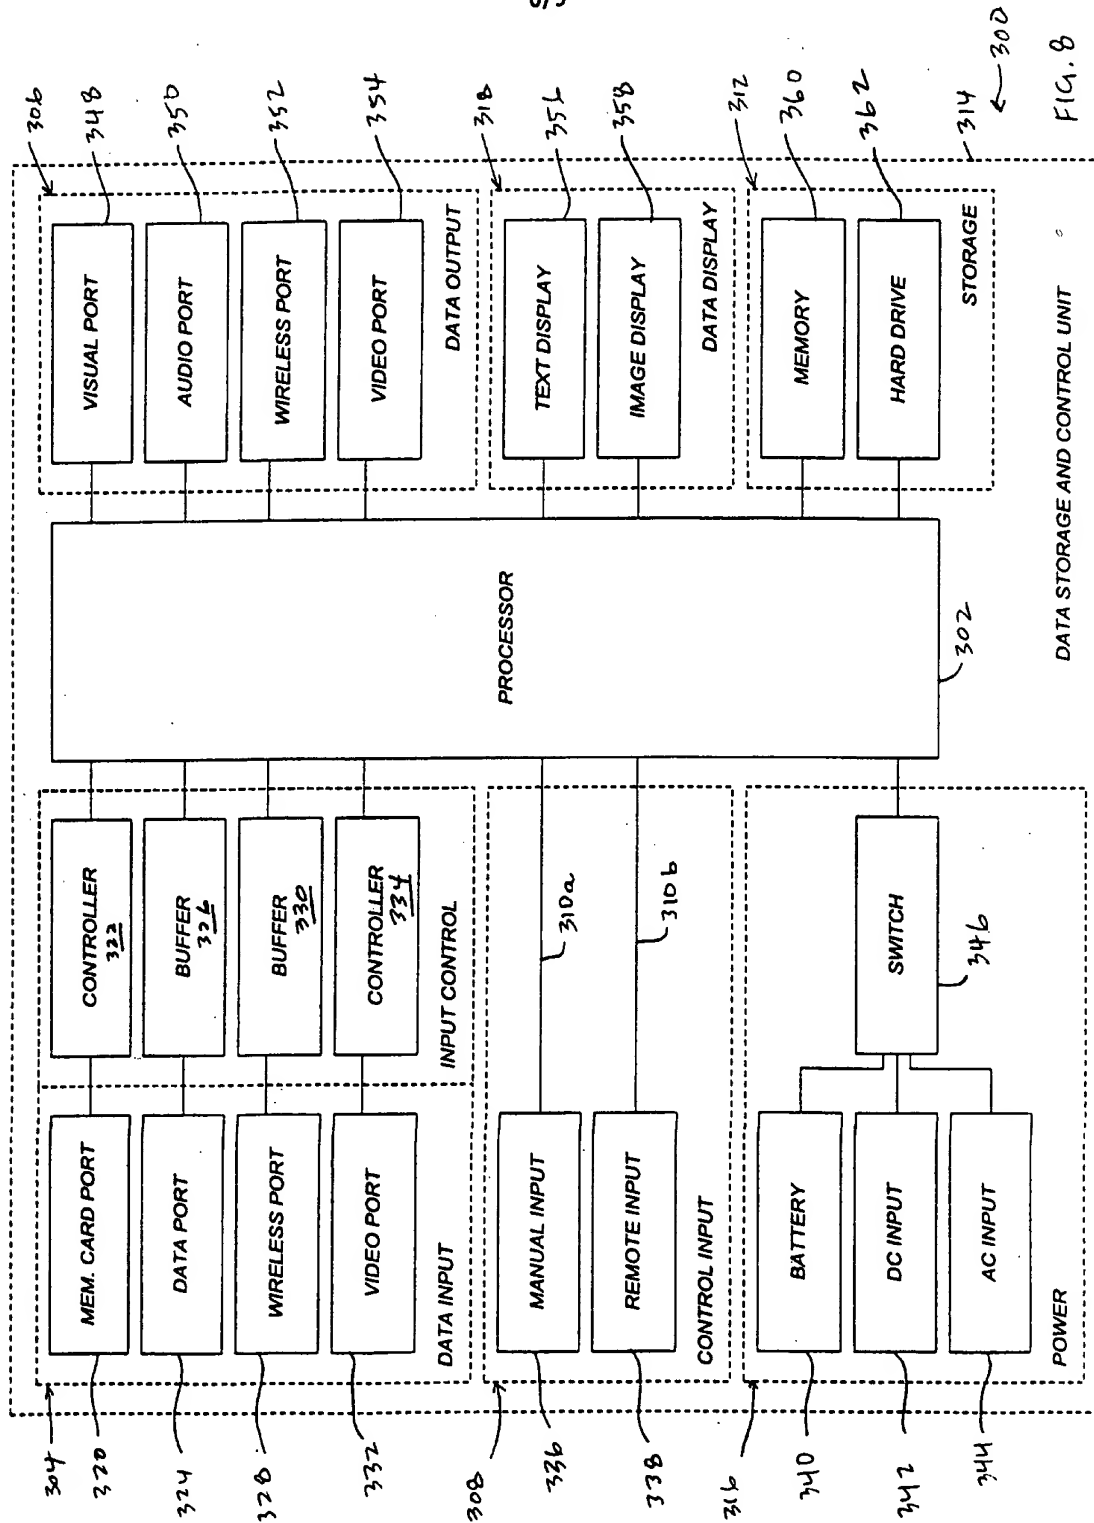 304
320
MEM. CARD PORT
CONTROLLER
322
324
DATA PORT
BUFFER
326
328
WIRELESS PORT
BUFFER
330
332
VIDEO PORT
CONTROLLER
334
DATA INPUT
INPUT CONTROL
308
336
MANUAL INPUT
310a
338
REMOTE INPUT
310b
CONTROL INPUT
316
340
BATTERY
342
DC INPUT
SWITCH
346
344
AC INPUT
POWER
PROCESSOR
302
306
VISUAL PORT
348
AUDIO PORT
350
WIRELESS PORT
352
VIDEO PORT
354
DATA OUTPUT
318
TEXT DISPLAY
356
IMAGE DISPLAY
358
DATA DISPLAY
312
MEMORY
360
HARD DRIVE
362
STORAGE
314
DATA STORAGE AND CONTROL UNIT
300
FIG. 8